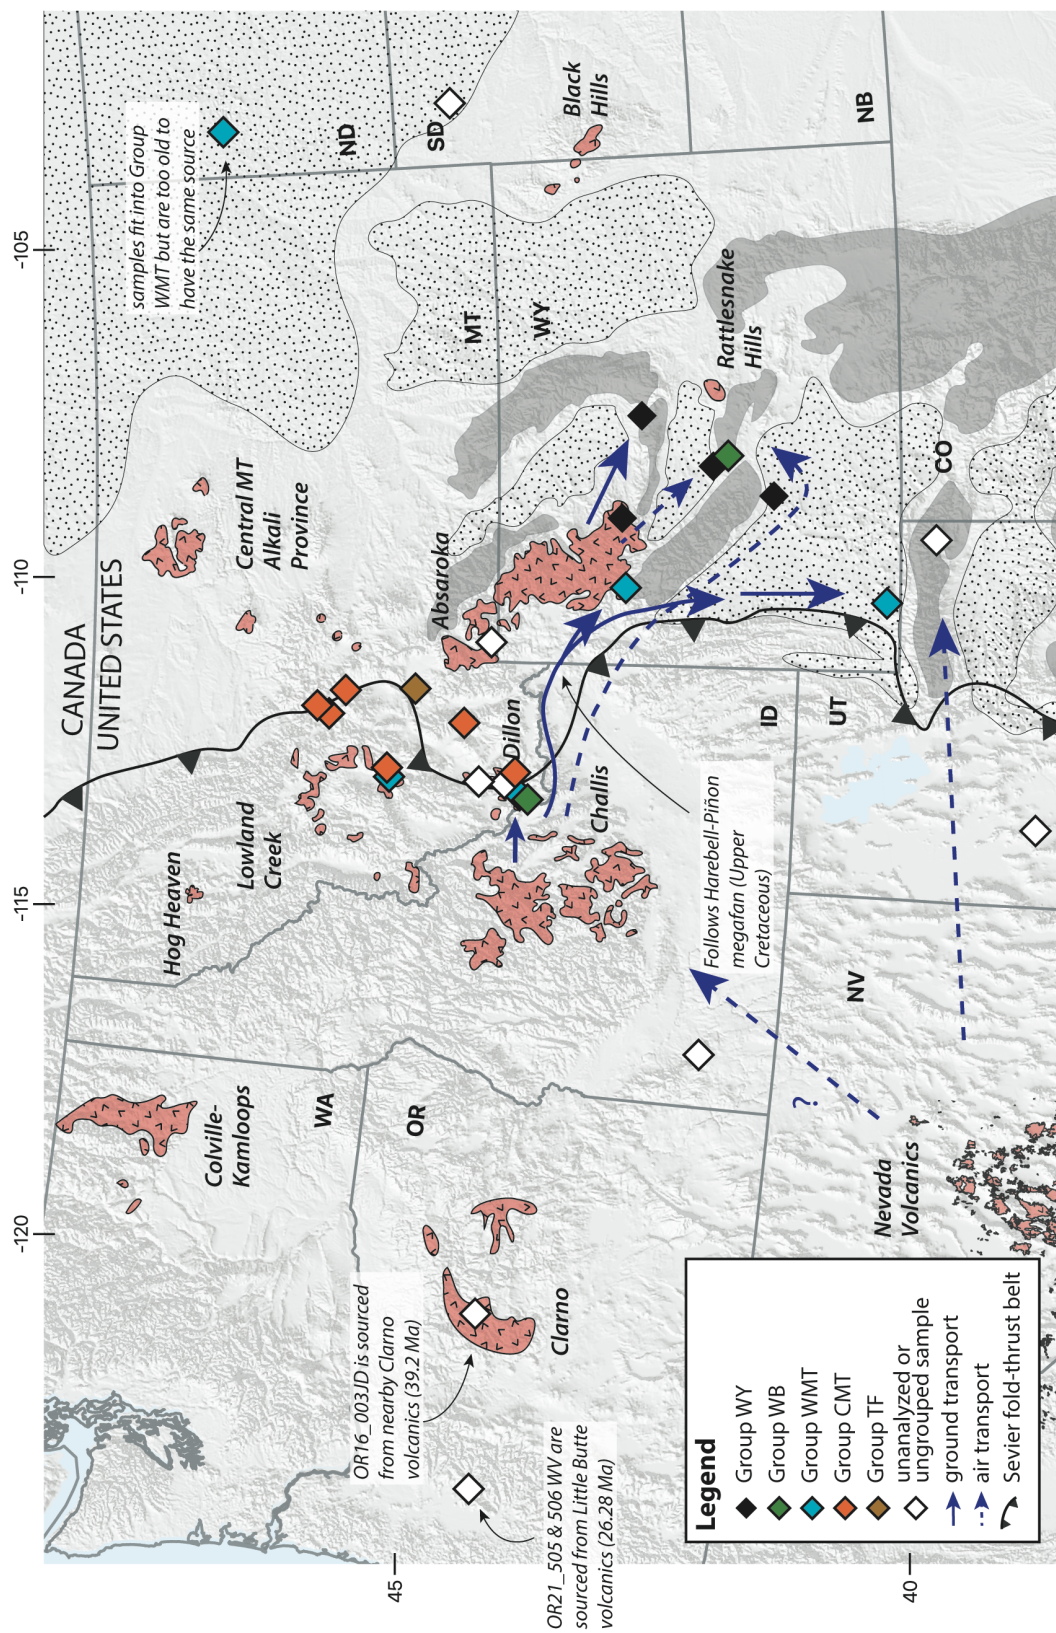 -120
-115
-110
-105
45
40
CANADA
UNITED STATES
samples fit into Group
WMT but are too old to
have the same source
ND
SD
MT
WY
NB
CO
ID
UT
NV
WA
OR
Black
Hills
Rattlesnake
Hills
Central MT
Alkali
Province
Absaroka
Dillon
Challis
Lowland
Creek
Hog Heaven
Colville-
Kamloops
Clarno
Nevada
Volcanics
Follows Harebell-Piñon
megafan (Upper
Cretaceous)
?
OR16_003JD is sourced
from nearby Clarno
volcanics (39.2 Ma)
OR21_505 & 506 WV are
sourced from Little Butte
volcanics (26.28 Ma)
Legend
Group WY
Group WB
Group WMT
Group CMT
Group TF
unanalyzed or
ungrouped sample
ground transport
air transport
Sevier fold-thrust belt